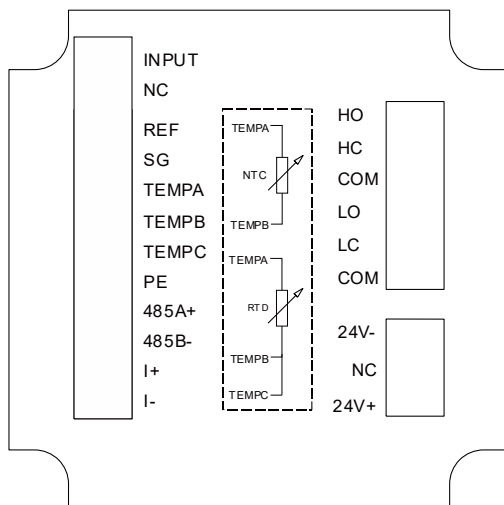 INPUT
NC
REF
SG
TEMPA
TEMPB
TEMPC
PE
485A+
485B-
I+
I-
TEMPA
NTC
TEMPB
TEMPA
RTD
TEMPB
TEMPC
HO
HC
COM
LO
LC
COM
24V-
NC
24V+